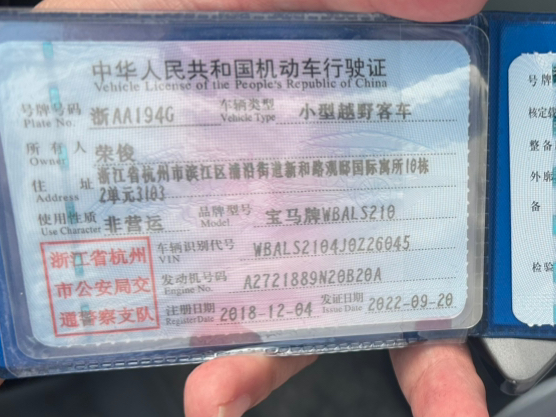 中华人民共和国机动车行驶证
Vehicle License of the People's Republic of China
号牌号码 浙AA194G 车辆类型 小型越野客车
Plate No. Vehicle Type
所有人 荣俊
Owner
住址 浙江省杭州市滨江区浦沿街道新和路观邸国际寓所10栋
Address 2单元3103
使用性质 非营运 品牌型号 宝马牌WBALS210
Use Character Model
浙江省杭州
市公安局交
通警察支队
车辆识别代号 WBALS2104J0Z26045
VIN
发动机号码 A2721889N20B20A
Engine No.
注册日期 2018-12-04 发证日期 2022-09-20
Register Date Issue Date
号牌
核定载
整备
外廓
备
检验